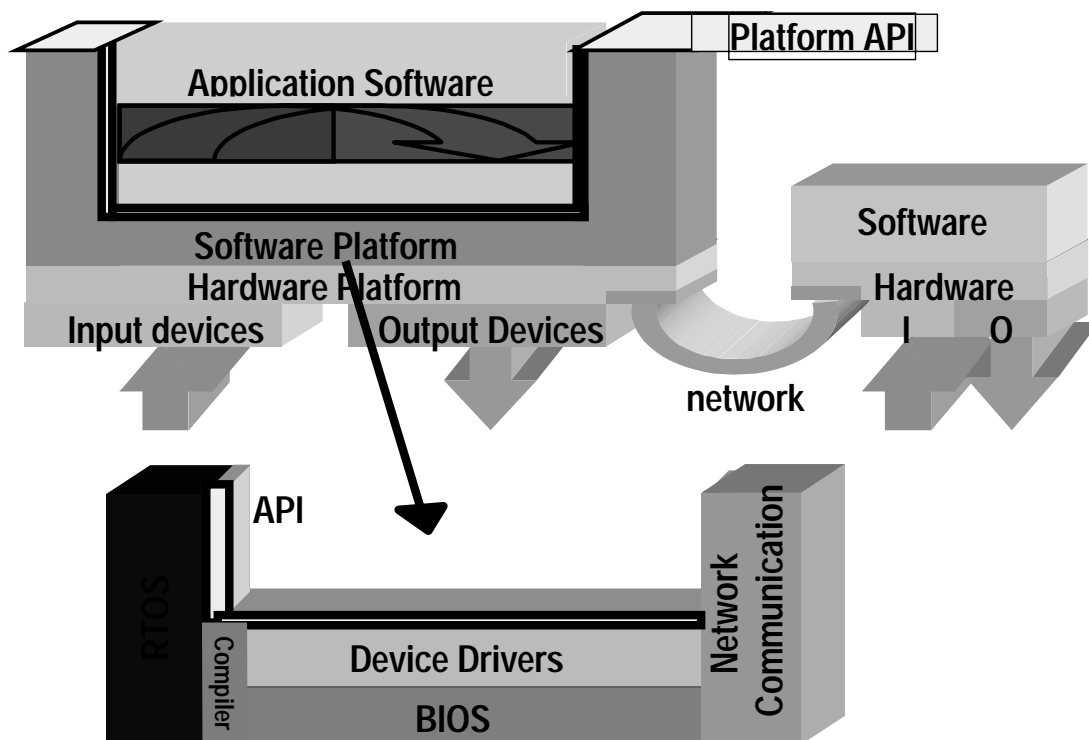 Platform API
Application Software
Software Platform
Hardware Platform
Input devices
Output Devices
network
Software
Hardware
I
O
API
RTOS
Compiler
Device Drivers
BIOS
Network
Communication